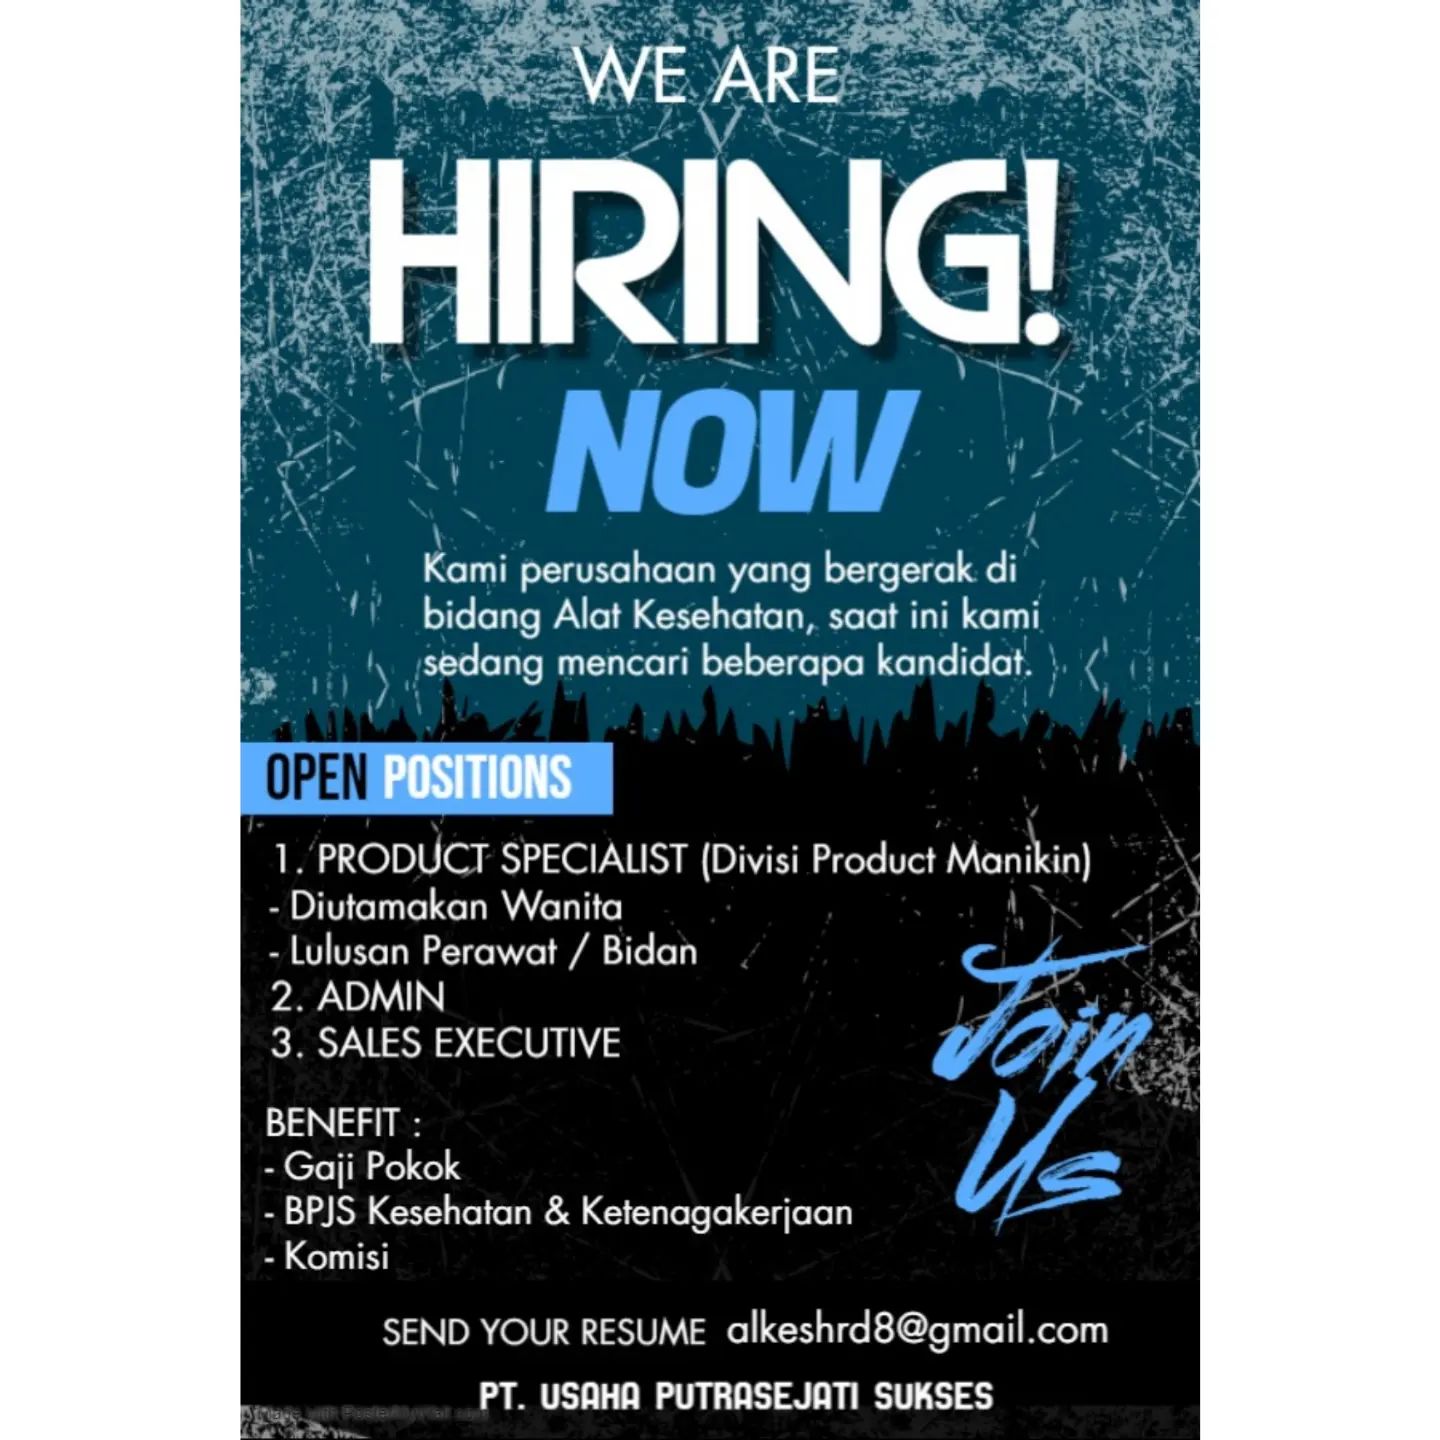 WE ARE
HIRING!
NOW
Kami perusahaan yang bergerak di
bidang Alat Kesehatan, saat ini kami
sedang mencari beberapa kandidat.
OPEN POSITIONS
1. PRODUCT SPECIALIST (Divisi Product Manikin)
- Diutamakan Wanita
- Lulusan Perawat / Bidan
2. ADMIN
3. SALES EXECUTIVE
Join
Us
BENEFIT :
- Gaji Pokok
- BPJS Kesehatan & Ketenagakerjaan
- Komisi
SEND YOUR RESUME alkeshrd8@gmail.com
PT. USAHA PUTRASEJATI SUKSES